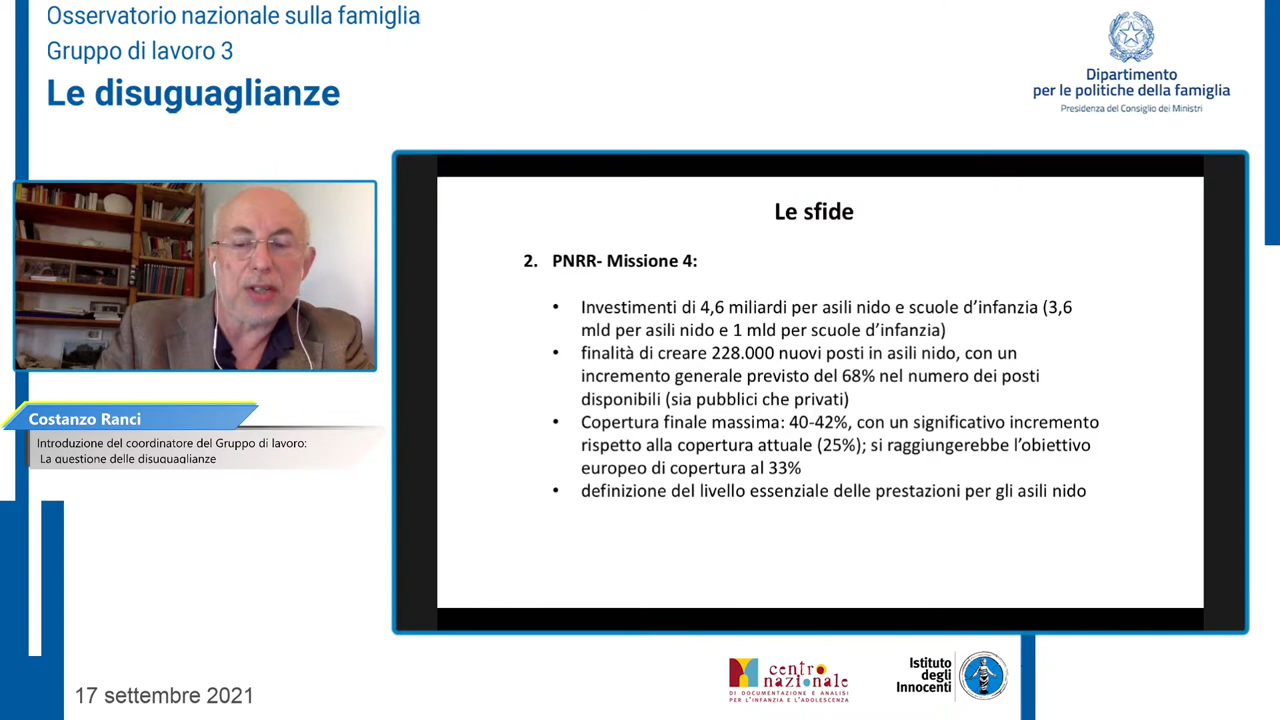 Osservatorio nazionale sulla famiglia
Gruppo di lavoro 3
Le disuguaglianze
Dipartimento
per le politiche della famiglia
Presidenza del Consiglio dei Ministri
Costanzo Ranci
Introduzione del coordinatore del Gruppo di lavoro:
La questione delle disuguaglianze
Le sfide
2. PNRR- Missione 4:
• Investimenti di 4,6 miliardi per asili nido e scuole d’infanzia (3,6
mld per asili nido e 1 mld per scuole d’infanzia)
• finalità di creare 228.000 nuovi posti in asili nido, con un
incremento generale previsto del 68% nel numero dei posti
disponibili (sia pubblici che privati)
• Copertura finale massima: 40-42%, con un significativo incremento
rispetto alla copertura attuale (25%); si raggiungerebbe l’obiettivo
europeo di copertura al 33%
• definizione del livello essenziale delle prestazioni per gli asili nido
17 settembre 2021
centro
nazionale
DI DOCUMENTAZIONE E ANALISI
PER L'INFANZIA E L'ADOLESCENZA
Istituto
degli
Innocenti